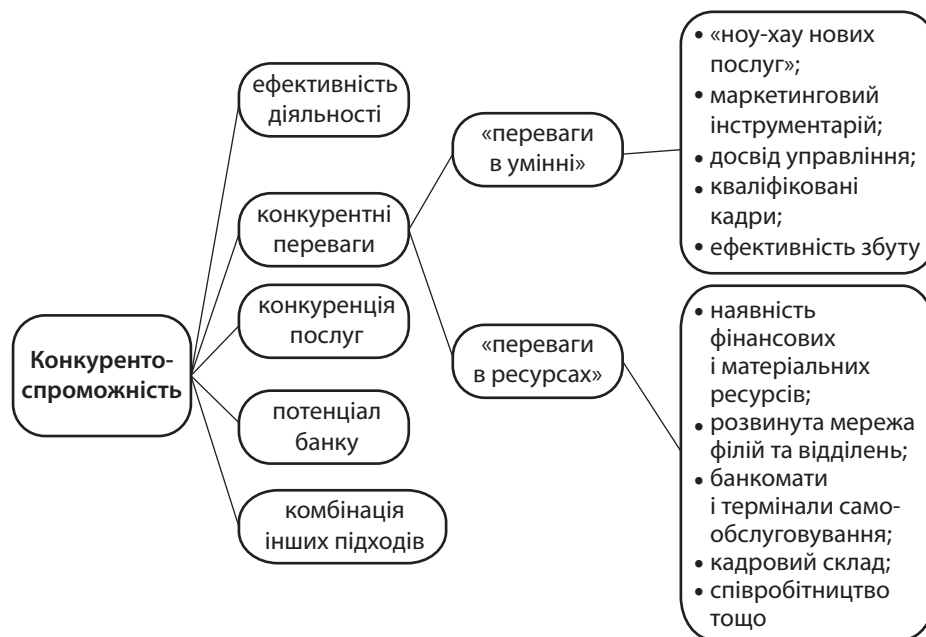 Конкуренто-
спроможність
ефективність
діяльності
конкурентні
переваги
конкуренція
послуг
потенціал
банку
комбінація
інших підходів
«переваги
в умінні»
«переваги
в ресурсах»
• «ноу-хау нових
послуг»;
• маркетинговий
інструментарій;
• досвід управління;
• кваліфіковані
кадри;
• ефективність збуту
• наявність
фінансових
і матеріальних
ресурсів;
• розвинута мережа
філій та відділень;
• банкомати
і термінали само-
обслуговування;
• кадровий склад;
• співробітництво
тощо